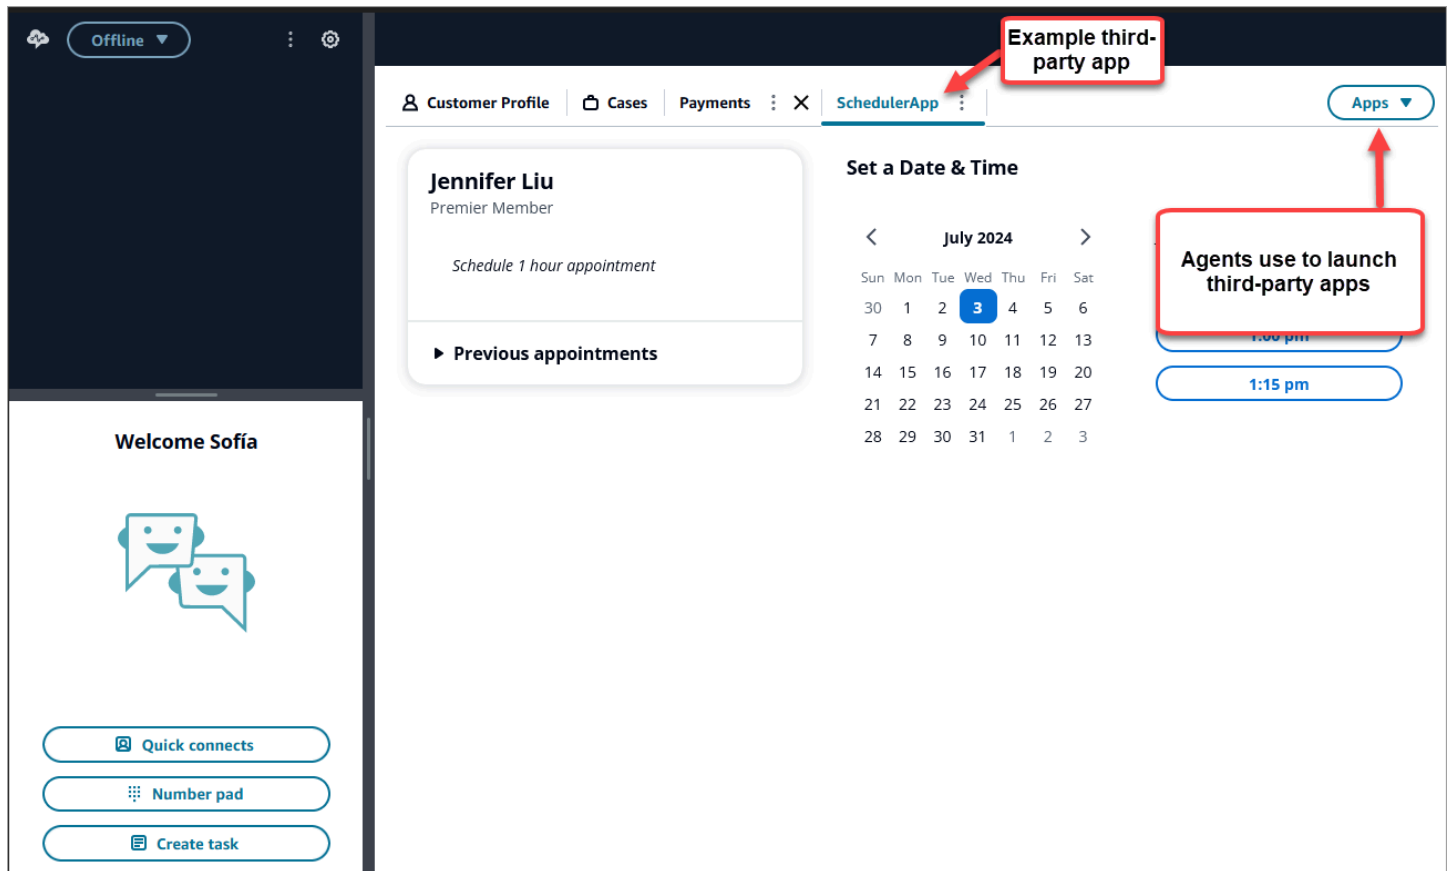 Offline
Example third-
party app
Customer Profile
Cases
Payments
SchedulerApp
Apps
Jennifer Liu
Premier Member
Schedule 1 hour appointment
Previous appointments
Set a Date & Time
July 2024
Sun Mon Tue Wed Thu Fri Sat
30 1 2 3 4 5 6
7 8 9 10 11 12 13
14 15 16 17 18 19 20
21 22 23 24 25 26 27
28 29 30 31 1 2 3
Agents use to launch
third-party apps
1:00 pm
1:15 pm
Welcome Sofía
Quick connects
Number pad
Create task